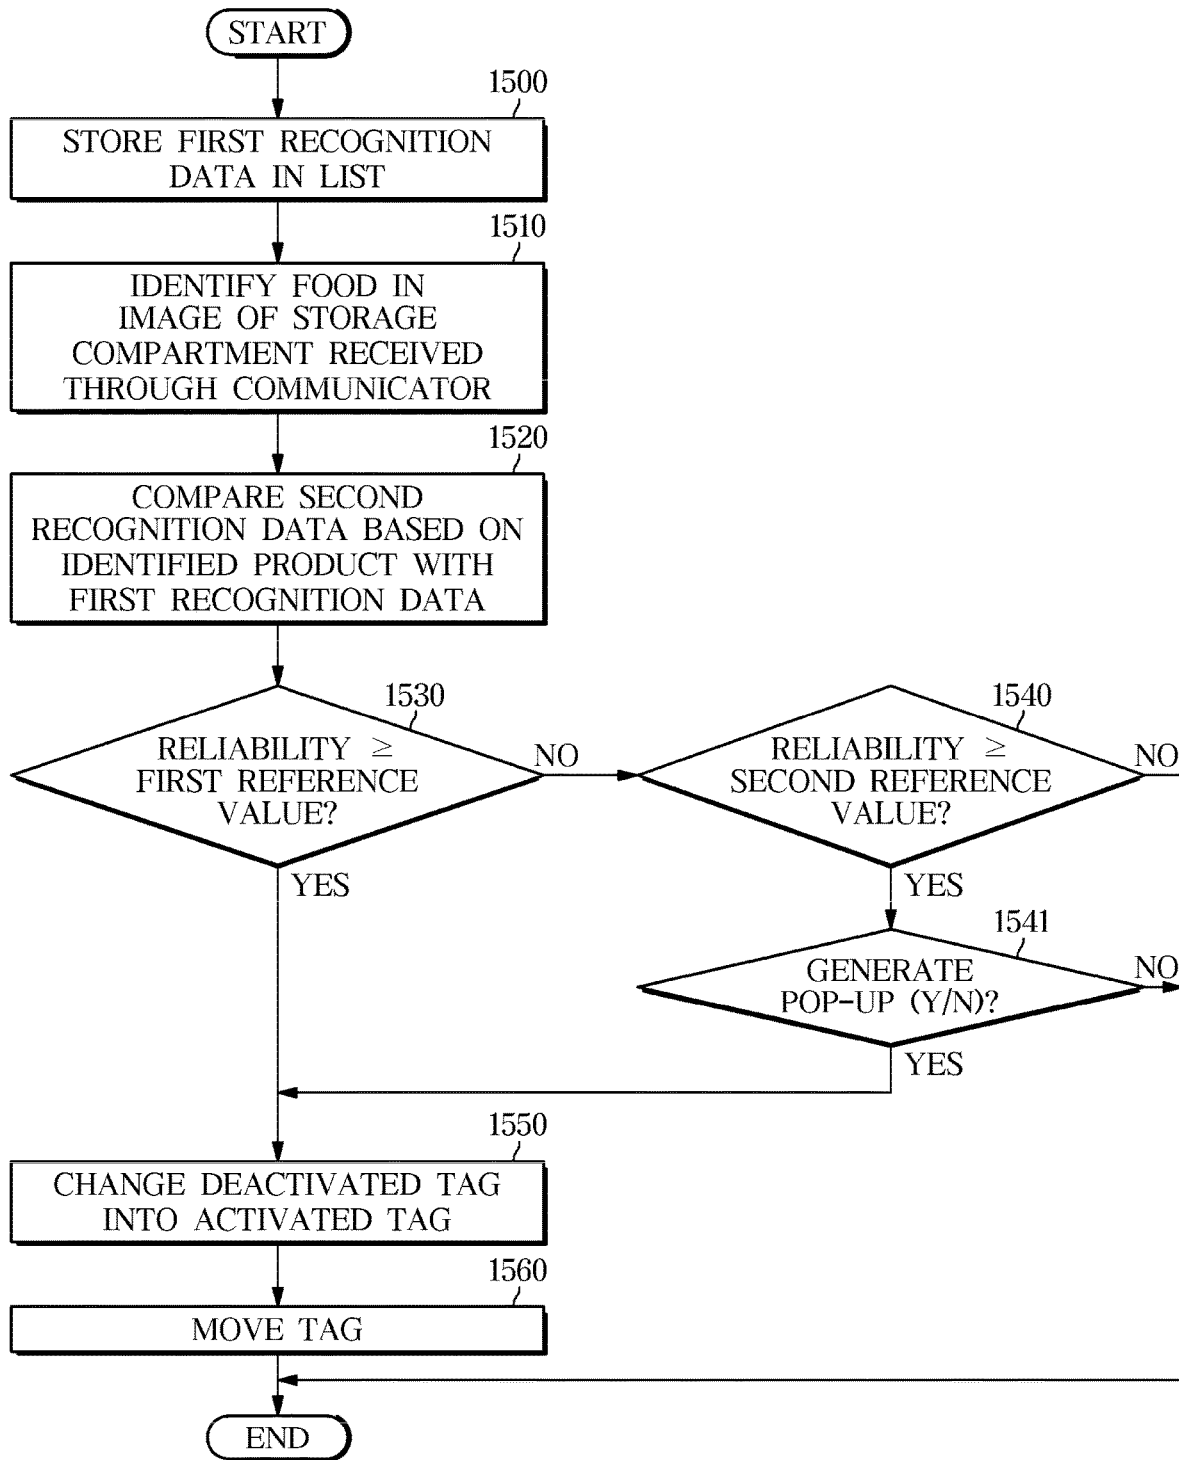 START
1500
STORE FIRST RECOGNITION
DATA IN LIST
1510
IDENTIFY FOOD IN
IMAGE OF STORAGE
COMPARTMENT RECEIVED
THROUGH COMMUNICATOR
1520
COMPARE SECOND
RECOGNITION DATA BASED ON
IDENTIFIED PRODUCT WITH
FIRST RECOGNITION DATA
1530
RELIABILITY ≥
FIRST REFERENCE
VALUE?
NO
YES
1540
RELIABILITY ≥
SECOND REFERENCE
VALUE?
NO
YES
1541
GENERATE
POP-UP (Y/N)?
NO
YES
1550
CHANGE DEACTIVATED TAG
INTO ACTIVATED TAG
1560
MOVE TAG
END